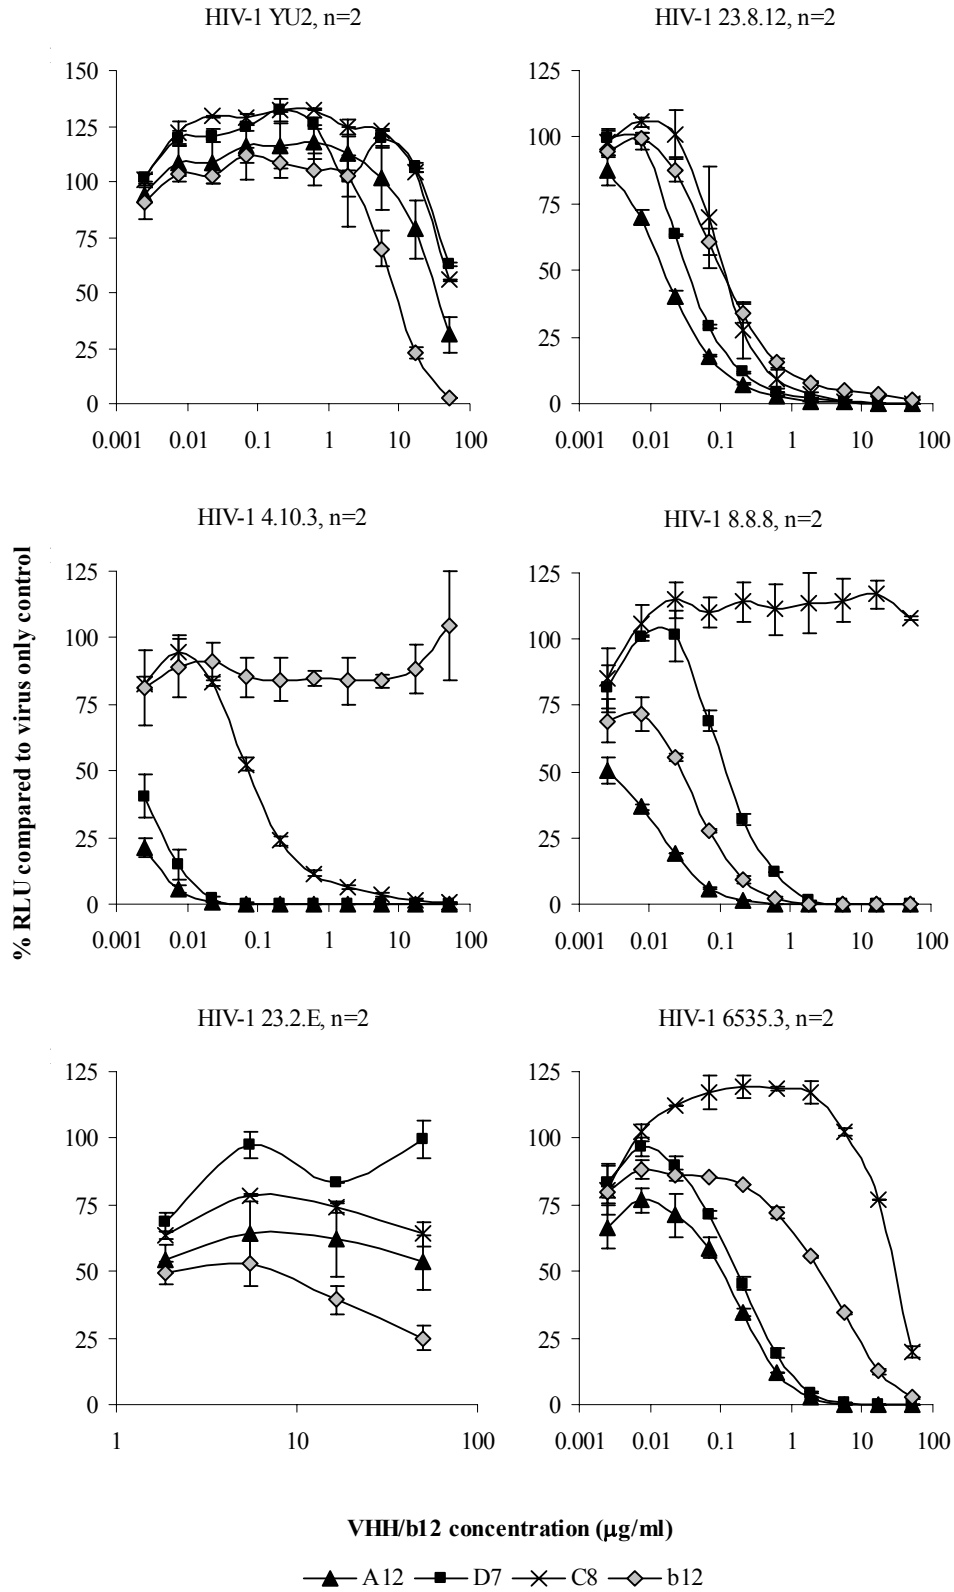 HIV-1 YU2, n=2
150
125
100
75
50
25
0
0.001 0.01 0.1 1 10 100
HIV-1 23.8.12, n=2
125
100
75
50
25
0
0.001 0.01 0.1 1 10 100
HIV-1 4.10.3, n=2
125
100
75
50
25
0
0.001 0.01 0.1 1 10 100
HIV-1 8.8.8, n=2
125
100
75
50
25
0
0.001 0.01 0.1 1 10 100
% RLU compared to virus only control
HIV-1 23.2.E, n=2
125
100
75
50
25
0
1 10 100
HIV-1 6535.3, n=2
125
100
75
50
25
0
0.001 0.01 0.1 1 10 100
VHH/b12 concentration (μg/ml)
A12 D7 C8 b12